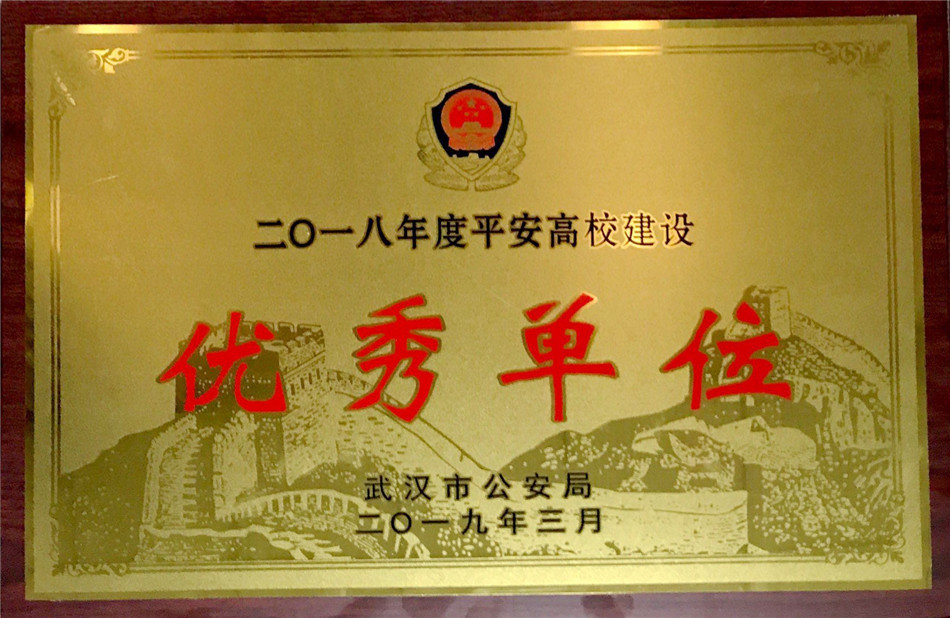 二〇一八年度平安高校建设
优秀单位
武汉市公安局
二〇一九年三月